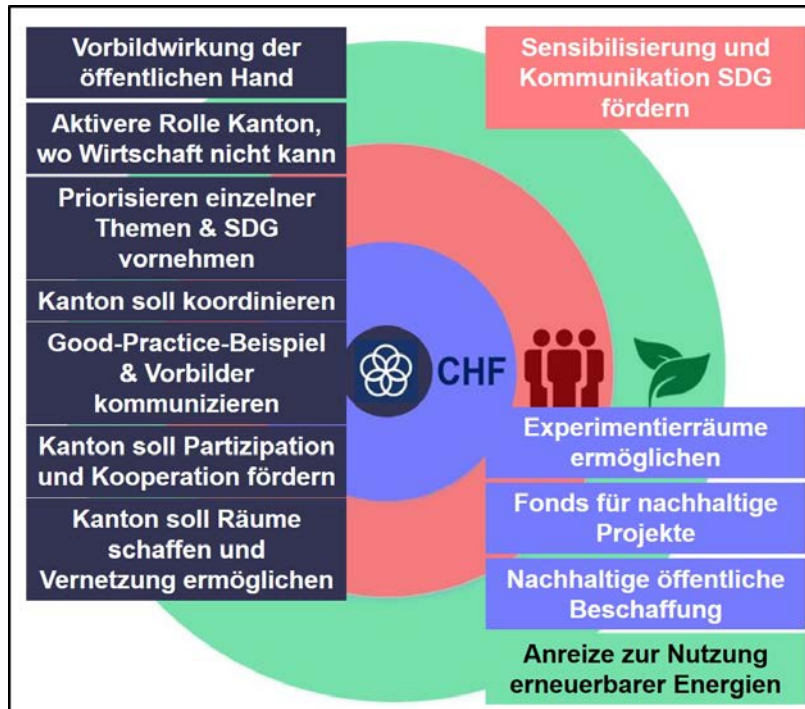 Vorbildwirkung der
öffentlichen Hand
Aktivere Rolle Kanton,
wo Wirtschaft nicht kann
Priorisieren einzelner
Themen & SDG
vornehmen
Kanton soll koordinieren
Good-Practice-Beispiel
& Vorbilder
kommunizieren
Kanton soll Partizipation
und Kooperation fördern
Kanton soll Räume
schaffen und
Vernetzung ermöglichen
CHF
Sensibilisierung und
Kommunikation SDG
fördern
Experimentierräume
ermöglichen
Fonds für nachhaltige
Projekte
Nachhaltige öffentliche
Beschaffung
Anreize zur Nutzung
erneuerbarer Energien